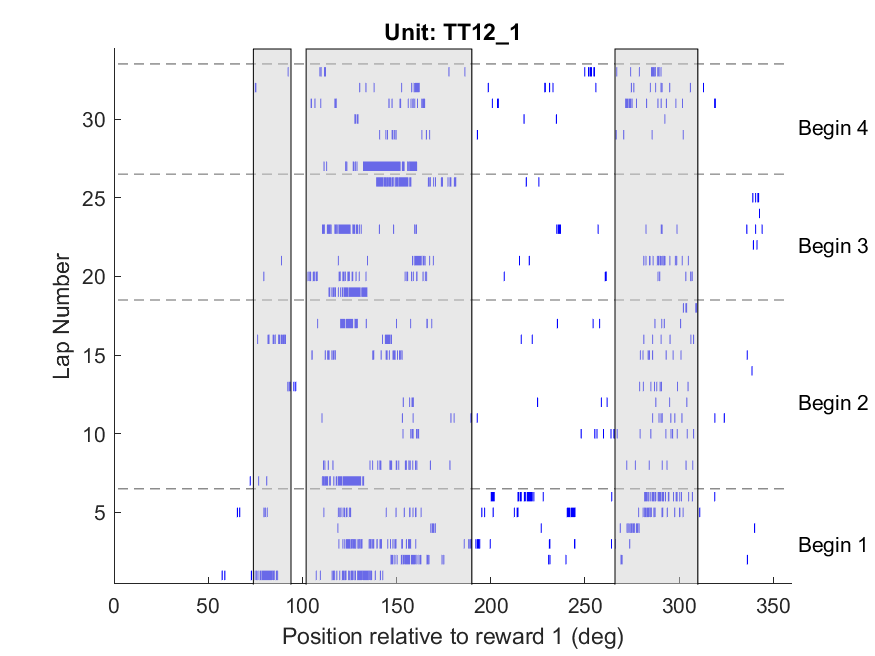 Unit: TT12_1
Begin 4
Begin 3
Begin 2
Begin 1
Lap Number
30
25
20
15
10
5
0
50
100
150
200
250
300
350
Position relative to reward 1 (deg)